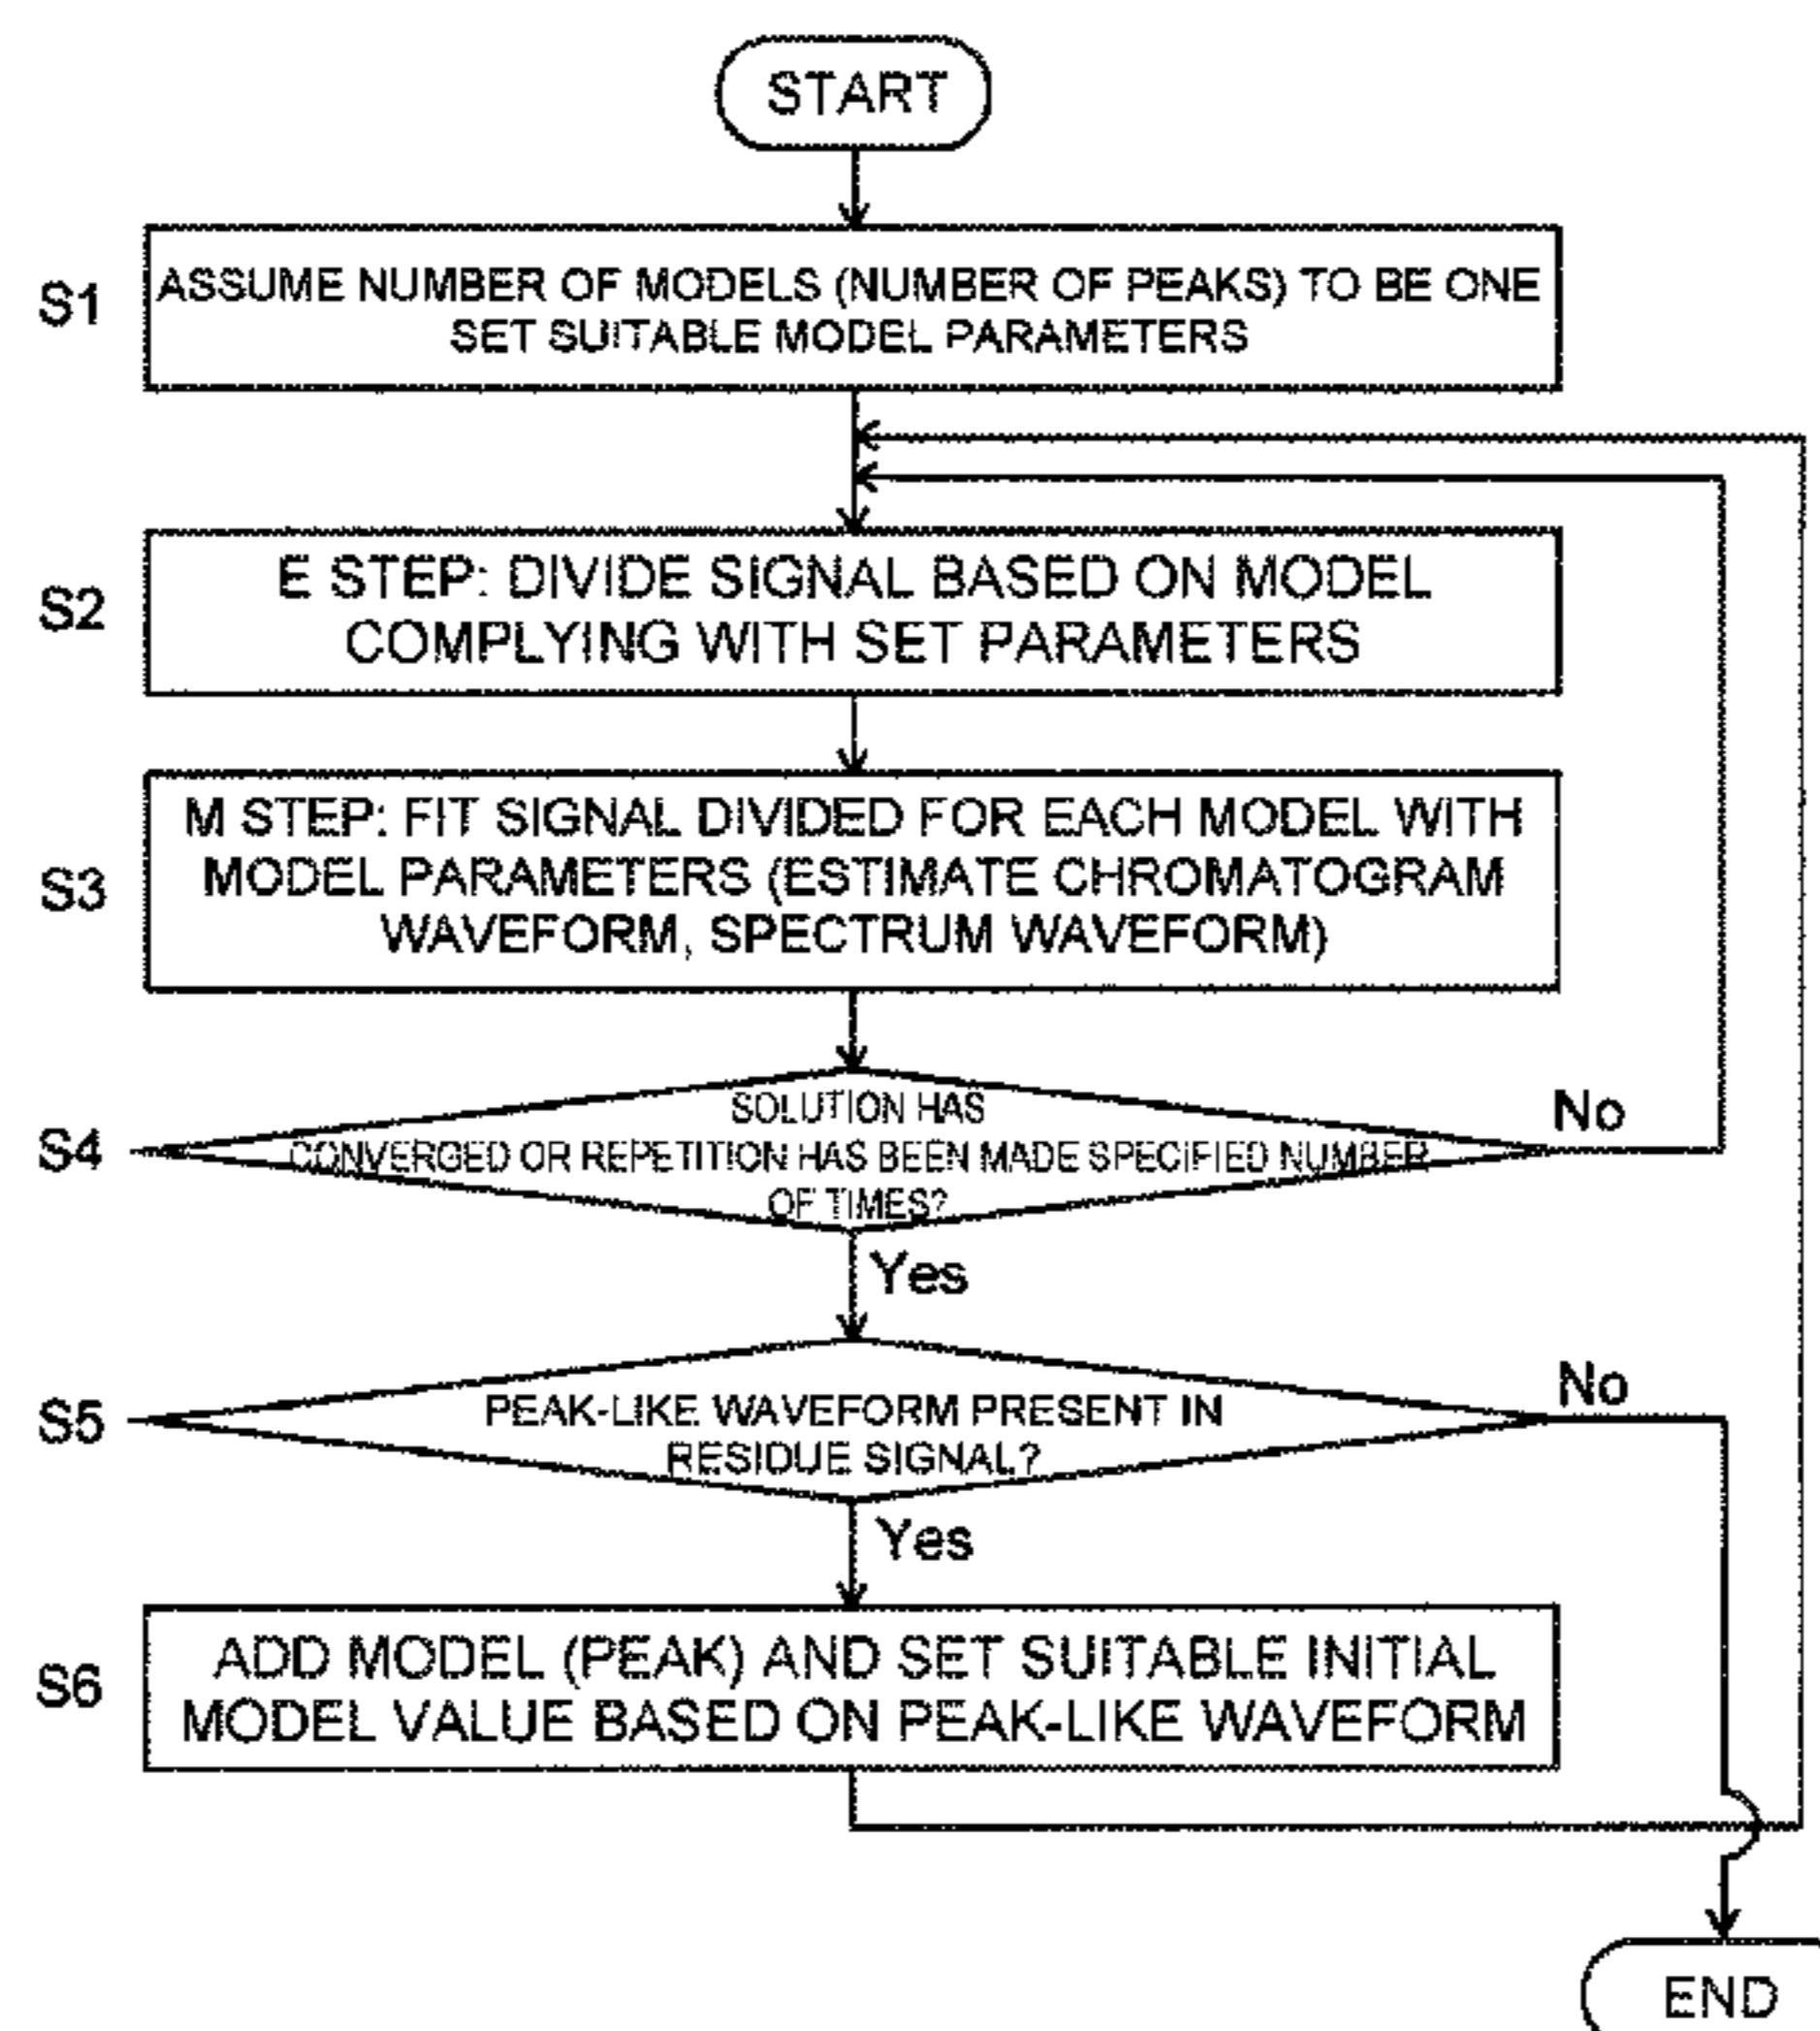 START
S1
ASSUME NUMBER OF MODELS (NUMBER OF PEAKS) TO BE ONE
SET SUITABLE MODEL PARAMETERS
S2
E STEP: DIVIDE SIGNAL BASED ON MODEL
COMPLYING WITH SET PARAMETERS
S3
M STEP: FIT SIGNAL DIVIDED FOR EACH MODEL WITH
MODEL PARAMETERS (ESTIMATE CHROMATOGRAM
WAVEFORM, SPECTRUM WAVEFORM)
S4
SOLUTION HAS
CONVERGED OR REPETITION HAS BEEN MADE SPECIFIED NUMBER
OF TIMES?
No
Yes
S5
PEAK-LIKE WAVEFORM PRESENT IN
RESIDUE SIGNAL?
No
Yes
S6
ADD MODEL (PEAK) AND SET SUITABLE INITIAL
MODEL VALUE BASED ON PEAK-LIKE WAVEFORM
END